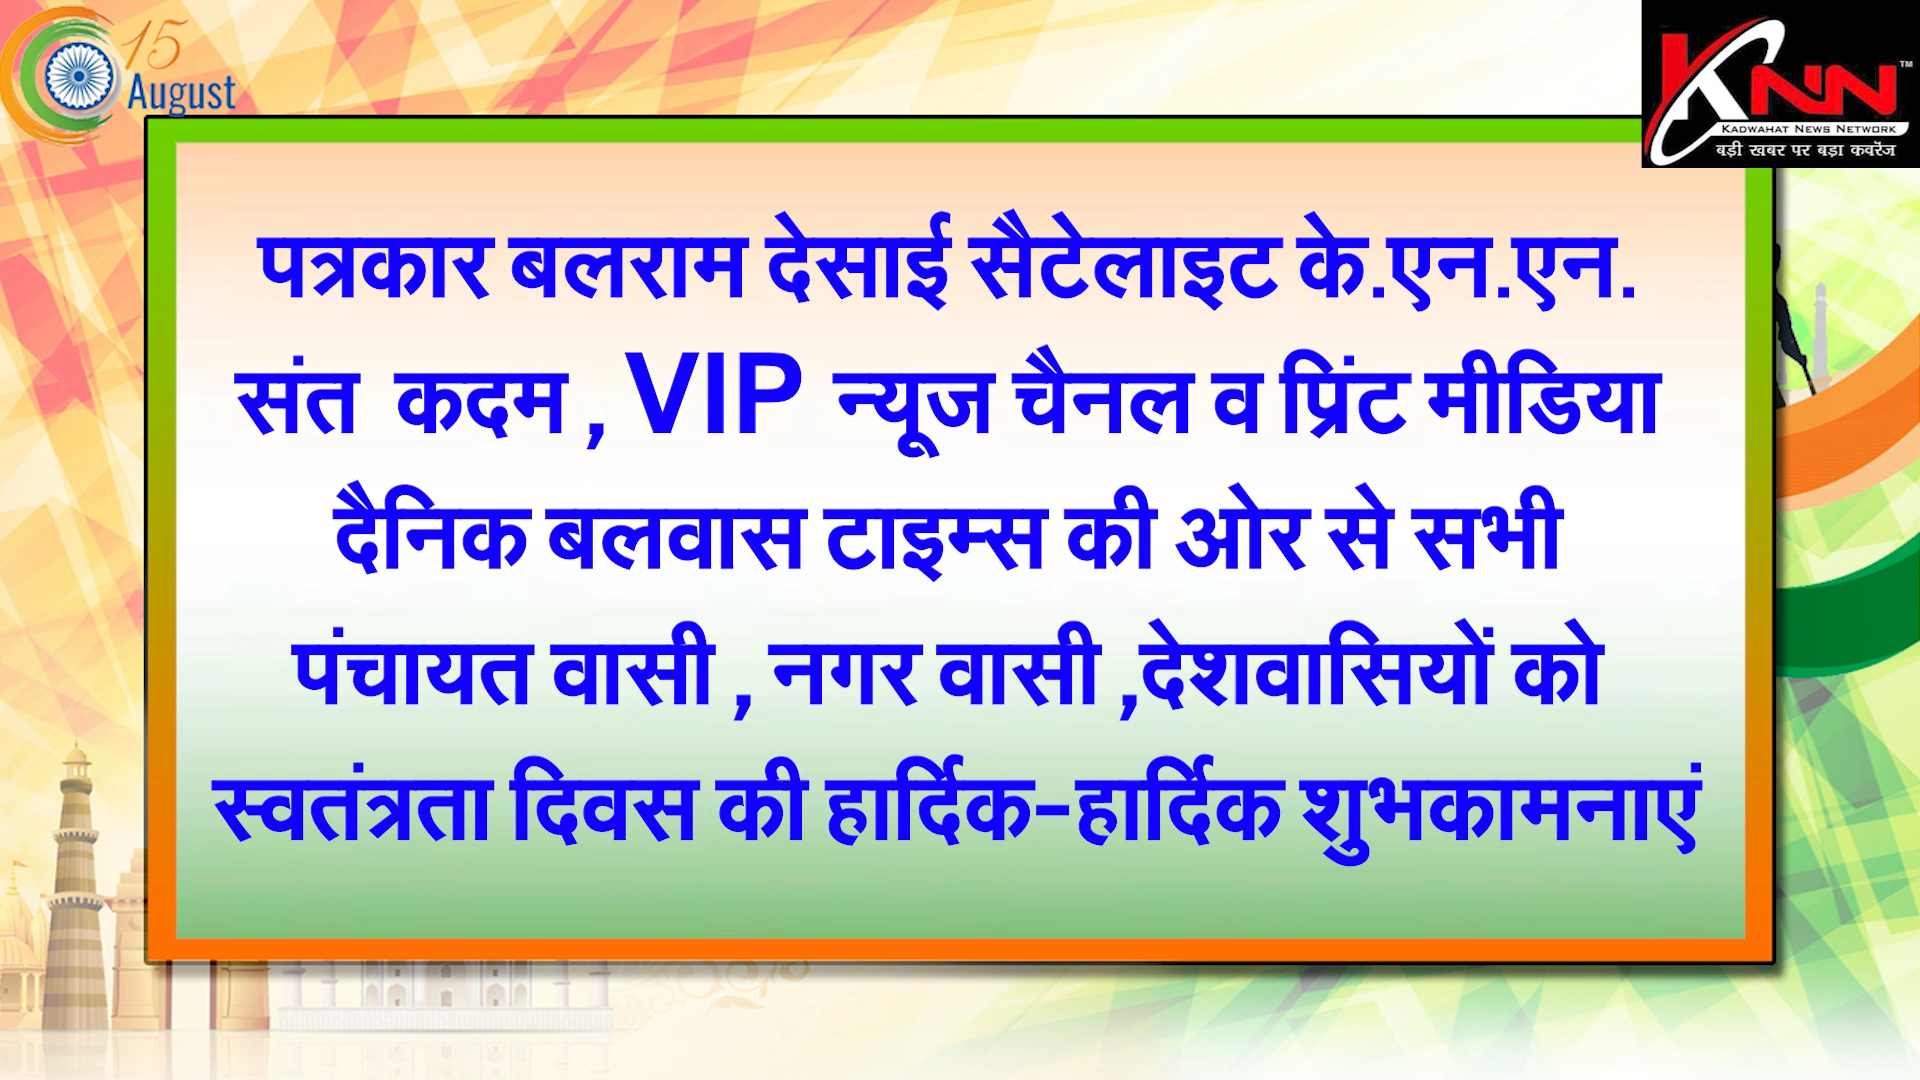 15
August
KNN™
KADWAHAT NEWS NETWORK
बड़ी खबर पर बड़ा कवरेज
पत्रकार बलराम देसाई सैटेलाइट के.एन.एन.
संत कदम , VIP न्यूज चैनल व प्रिंट मीडिया
दैनिक बलवास टाइम्स की ओर से सभी
पंचायत वासी , नगर वासी ,देशवासियों को
स्वतंत्रता दिवस की हार्दिक-हार्दिक शुभकामनाएं